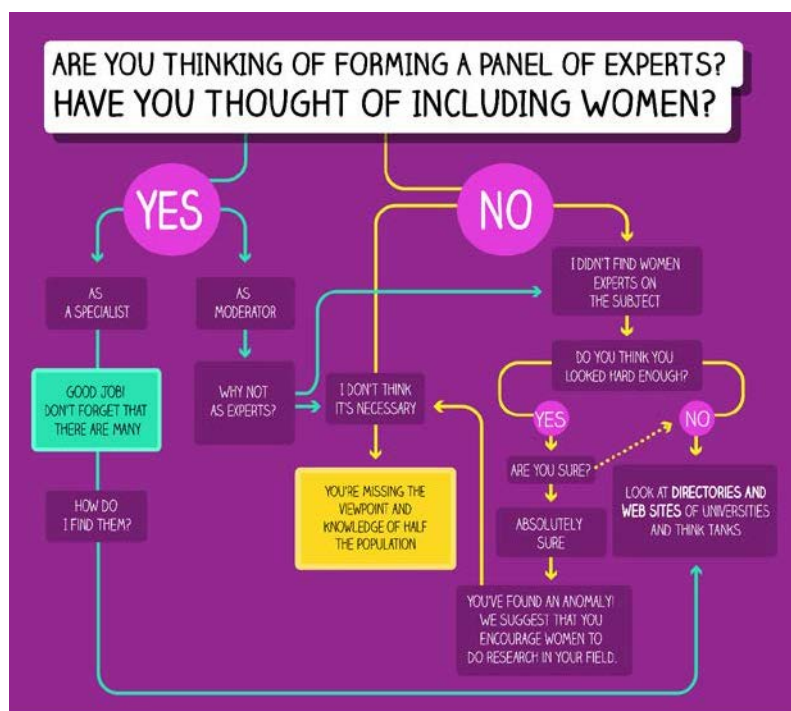 ARE YOU THINKING OF FORMING A PANEL OF EXPERTS?
HAVE YOU THOUGHT OF INCLUDING WOMEN?
YES
NO
AS
A SPECIALIST
AS
MODERATOR
I DIDN'T FIND WOMEN
EXPERTS ON
THE SUBJECT
GOOD JOB!
DON'T FORGET THAT
THERE ARE MANY
WHY NOT
AS EXPERTS?
I DON'T THINK
IT'S NECESSARY
DO YOU THINK YOU
LOOKED HARD ENOUGH?
YES
NO
HOW DO
I FIND THEM?
YOU'RE MISSING THE
VIEWPOINT AND
KNOWLEDGE OF HALF
THE POPULATION
ARE YOU SURE?
LOOK AT DIRECTORIES AND
WEB SITES OF UNIVERSITIES
AND THINK TANKS
ABSOLUTELY
SURE
YOU'VE FOUND AN ANOMALY!
WE SUGGEST THAT YOU
ENCOURAGE WOMEN TO
DO RESEARCH IN YOUR FIELD.